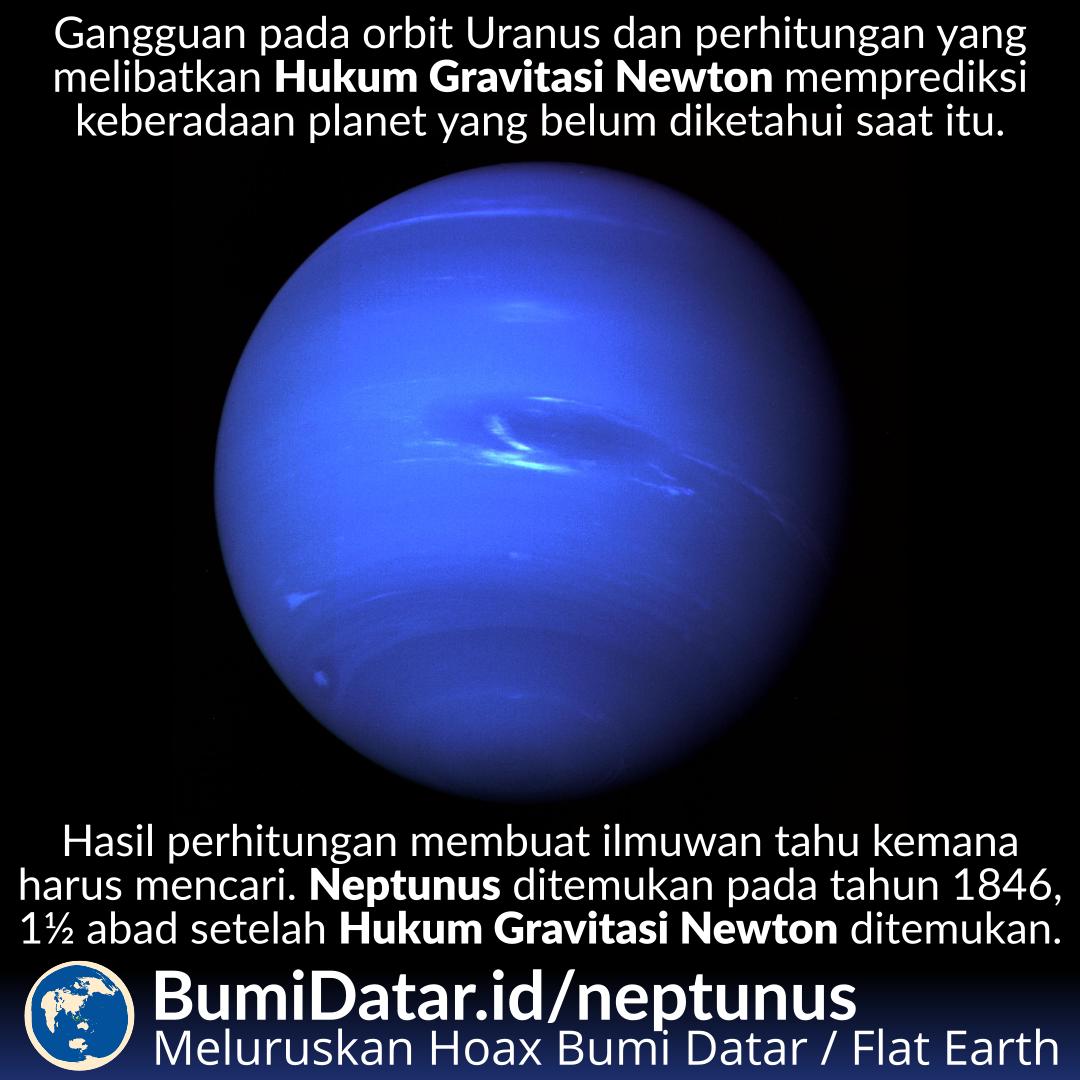 Gangguan pada orbit Uranus dan perhitungan yang
melibatkan Hukum Gravitasi Newton memprediksi
keberadaan planet yang belum diketahui saat itu.
Hasil perhitungan membuat ilmuwan tahu kemana
harus mencari. Neptunus ditemukan pada tahun 1846,
1½ abad setelah Hukum Gravitasi Newton ditemukan.
BumiDatar.id/neptunus
Meluruskan Hoax Bumi Datar / Flat Earth